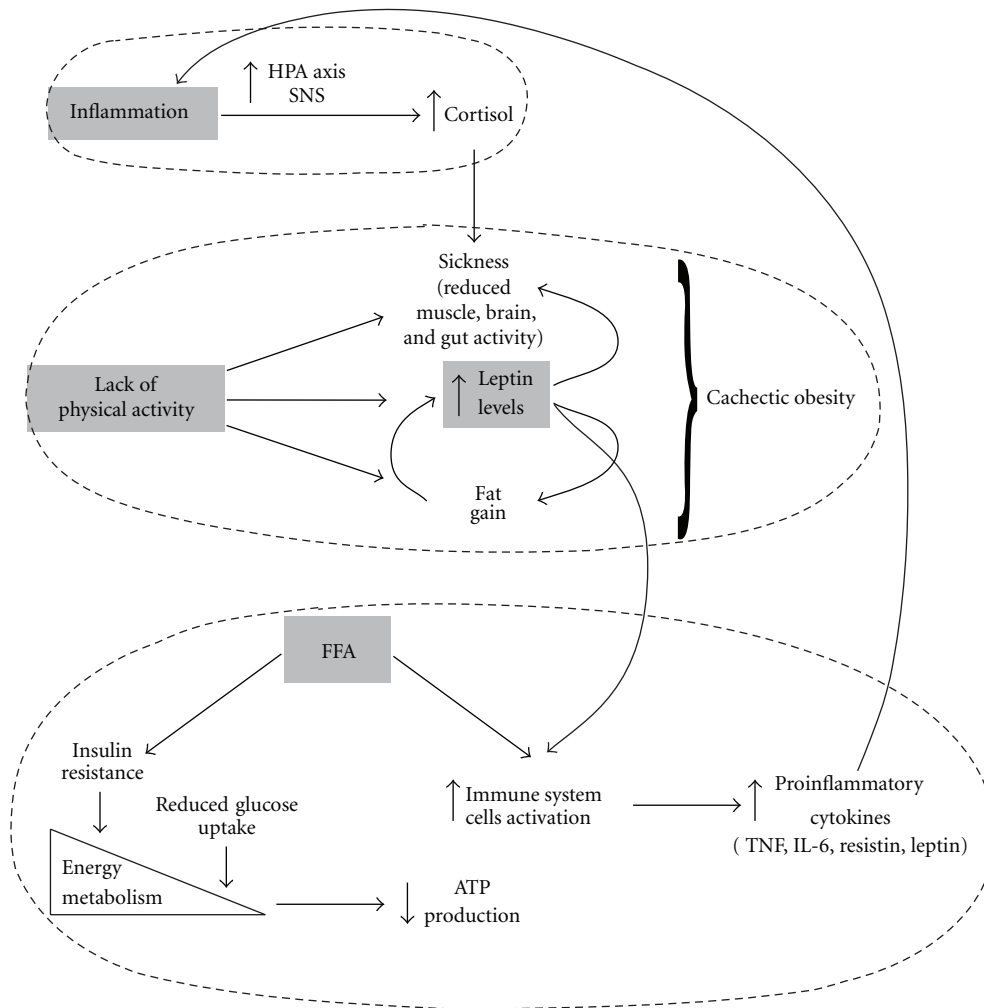 HPA axis
SNS
Inflammation
Cortisol
Sickness
(reduced
muscle, brain,
and gut activity)
Lack of
physical activity
Leptin
levels
Cachectic obesity
Fat
gain
FFA
Insulin
resistance
Reduced glucose
uptake
Energy
metabolism
ATP
production
Immune system
cells activation
Proinflammatory
cytokines
( TNF, IL-6, resistin, leptin)